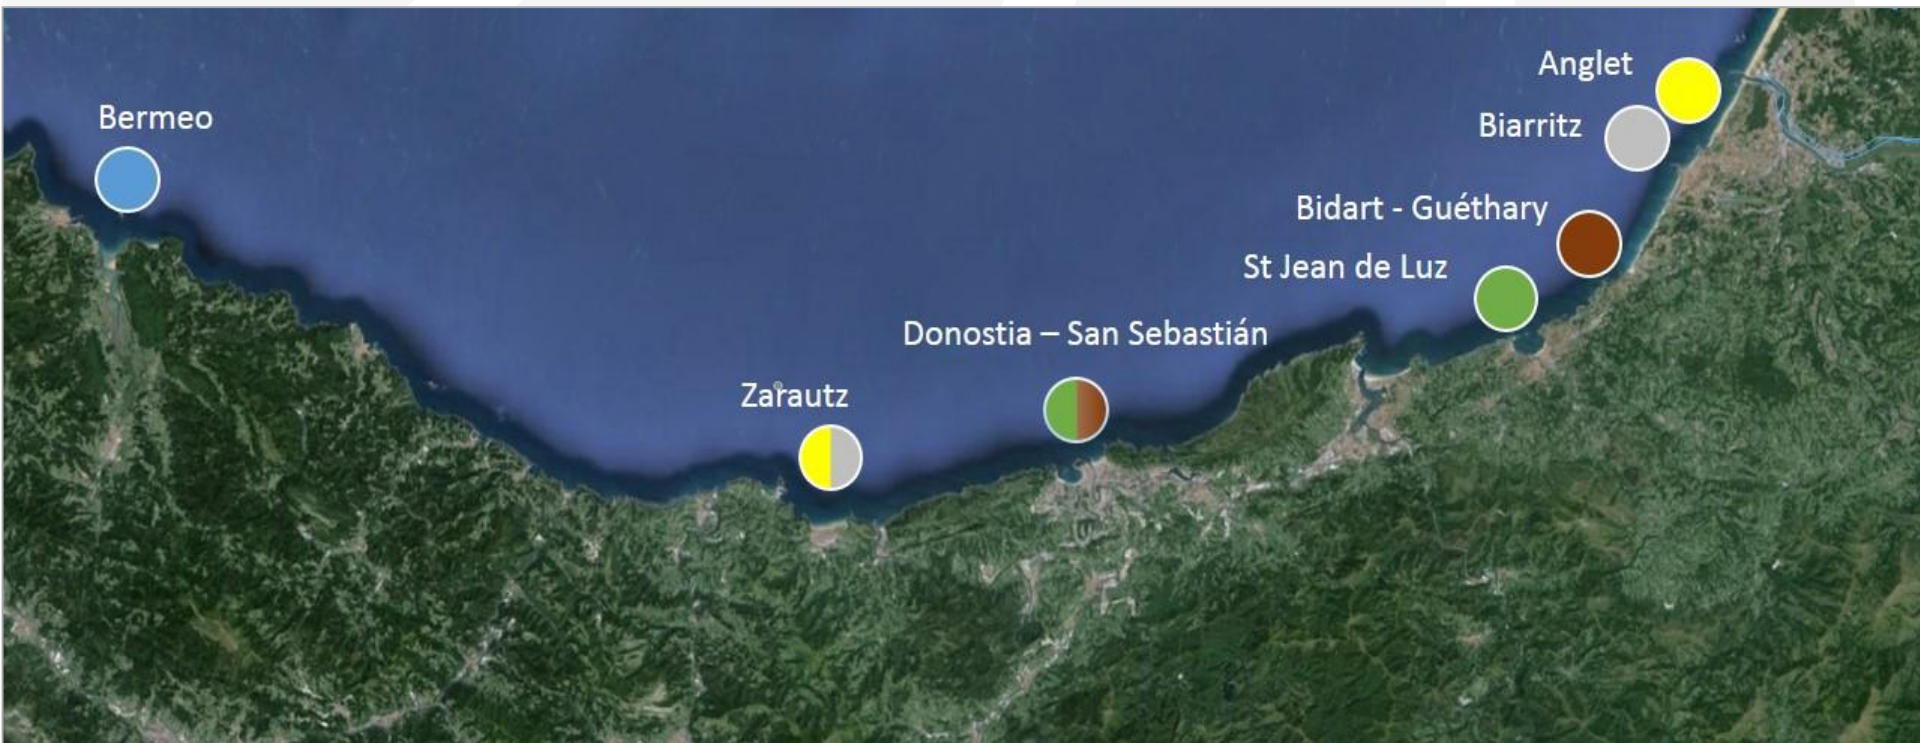 Anglet
Bermeo
Biarritz
Bidart - Guéthary
St Jean de Luz
Donostia – San Sebastián
Zarautz